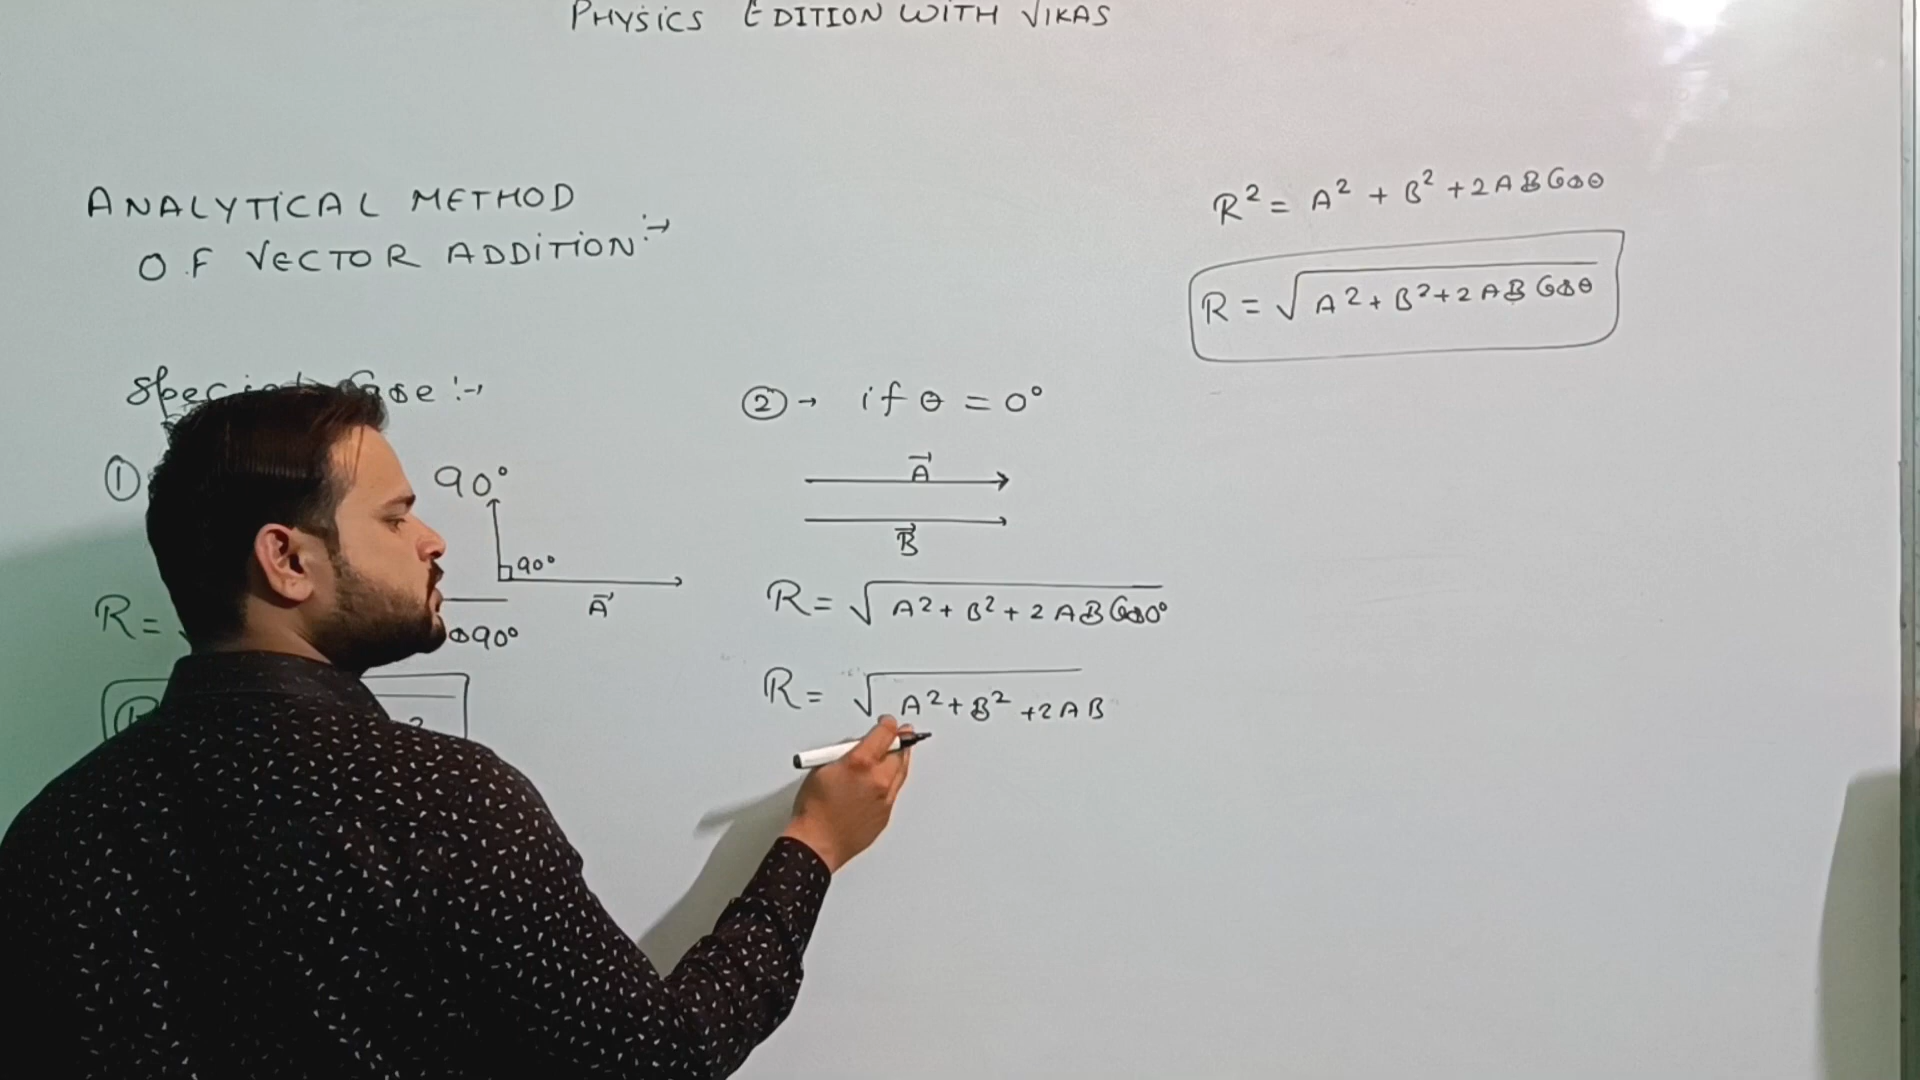 PHYSICS EDITION WITH VIKAS
ANALYTICAL METHOD
OF VECTOR ADDITION :→
R² = A² + B² + 2AB Cosθ
R = √A² + B² + 2AB Cosθ
:→
① 90°
90°
A⃗
R =
90°
② → if θ = 0°
A⃗
B⃗
R = √A² + B² + 2AB Cos0°
R = √A² + B² + 2AB